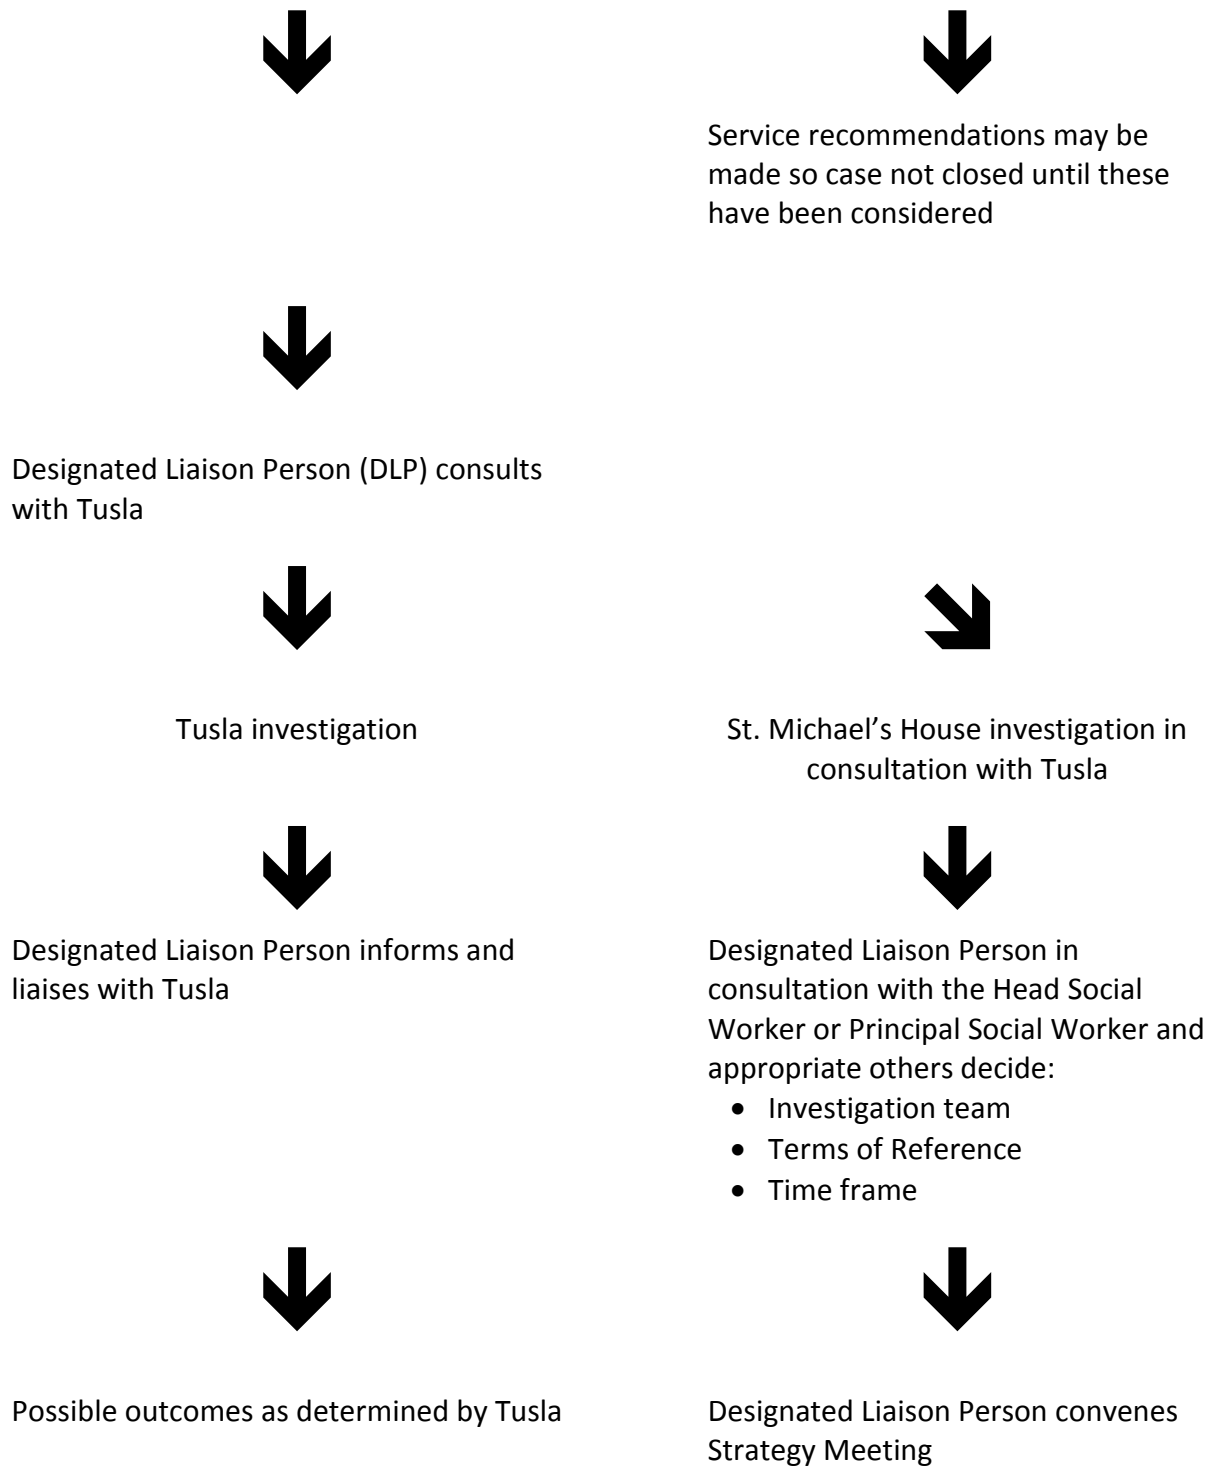 Service recommendations may be
made so case not closed until these
have been considered
Designated Liaison Person (DLP) consults
with Tusla
Tusla investigation
St. Michael’s House investigation in
consultation with Tusla
Designated Liaison Person informs and
liaises with Tusla
Designated Liaison Person in
consultation with the Head Social
Worker or Principal Social Worker and
appropriate others decide:
• Investigation team
• Terms of Reference
• Time frame
Possible outcomes as determined by Tusla
Designated Liaison Person convenes
Strategy Meeting